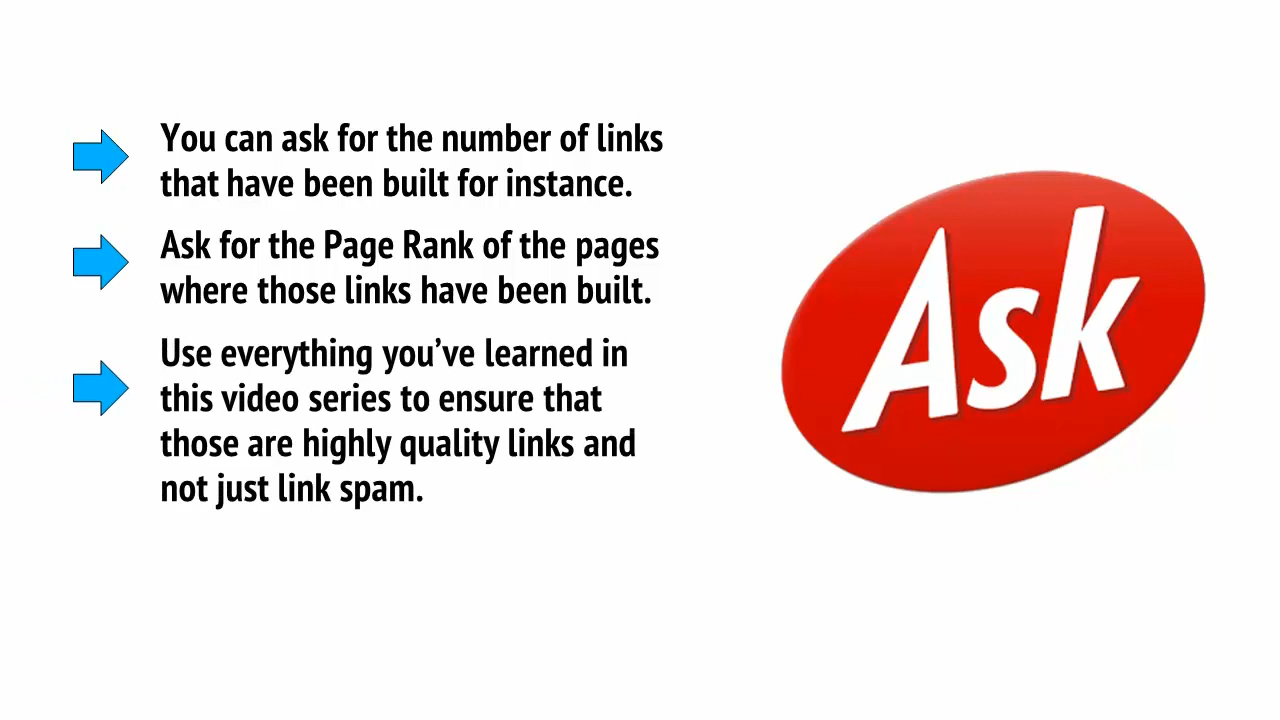 You can ask for the number of links
that have been built for instance.
Ask for the Page Rank of the pages
where those links have been built.
Use everything you’ve learned in
this video series to ensure that
those are highly quality links and
not just link spam.
Ask